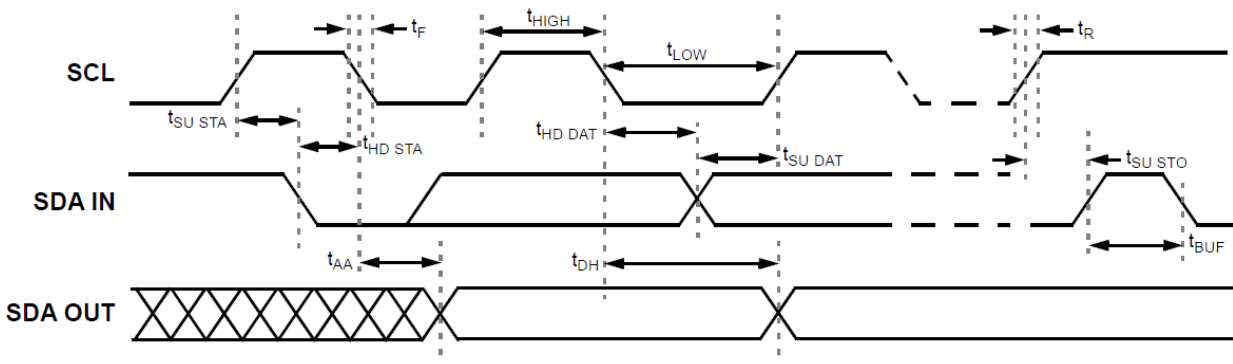 tF
tHIGH
tR
SCL
tLOW
tSU STA
tHD STA
tHD DAT
tSU DAT
tSU STO
SDA IN
tAA
tDH
tBUF
SDA OUT